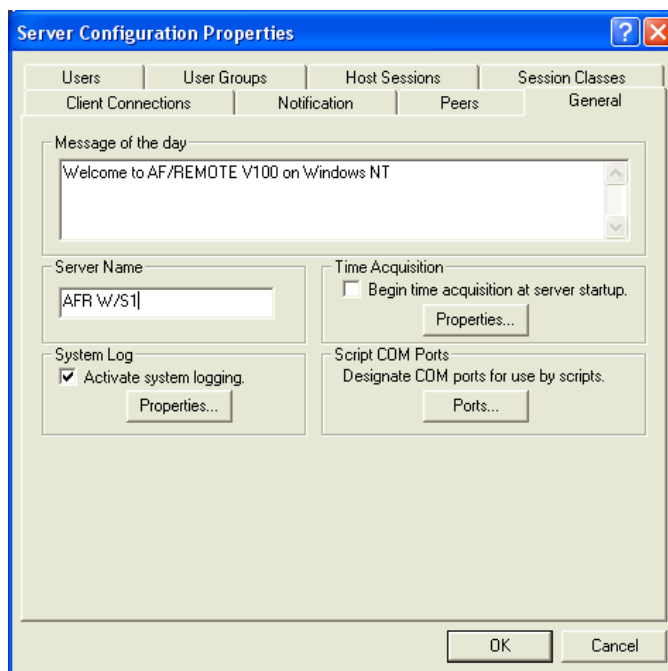 Server Configuration Properties
Users
User Groups
Host Sessions
Session Classes
Client Connections
Notification
Peers
General
Message of the day
Welcome to AF/REMOTE V100 on Windows NT
Server Name
AFR W/S1
Time Acquisition
Begin time acquisition at server startup.
Properties...
System Log
Activate system logging.
Properties...
Script COM Ports
Designate COM ports for use by scripts.
Ports...
OK
Cancel